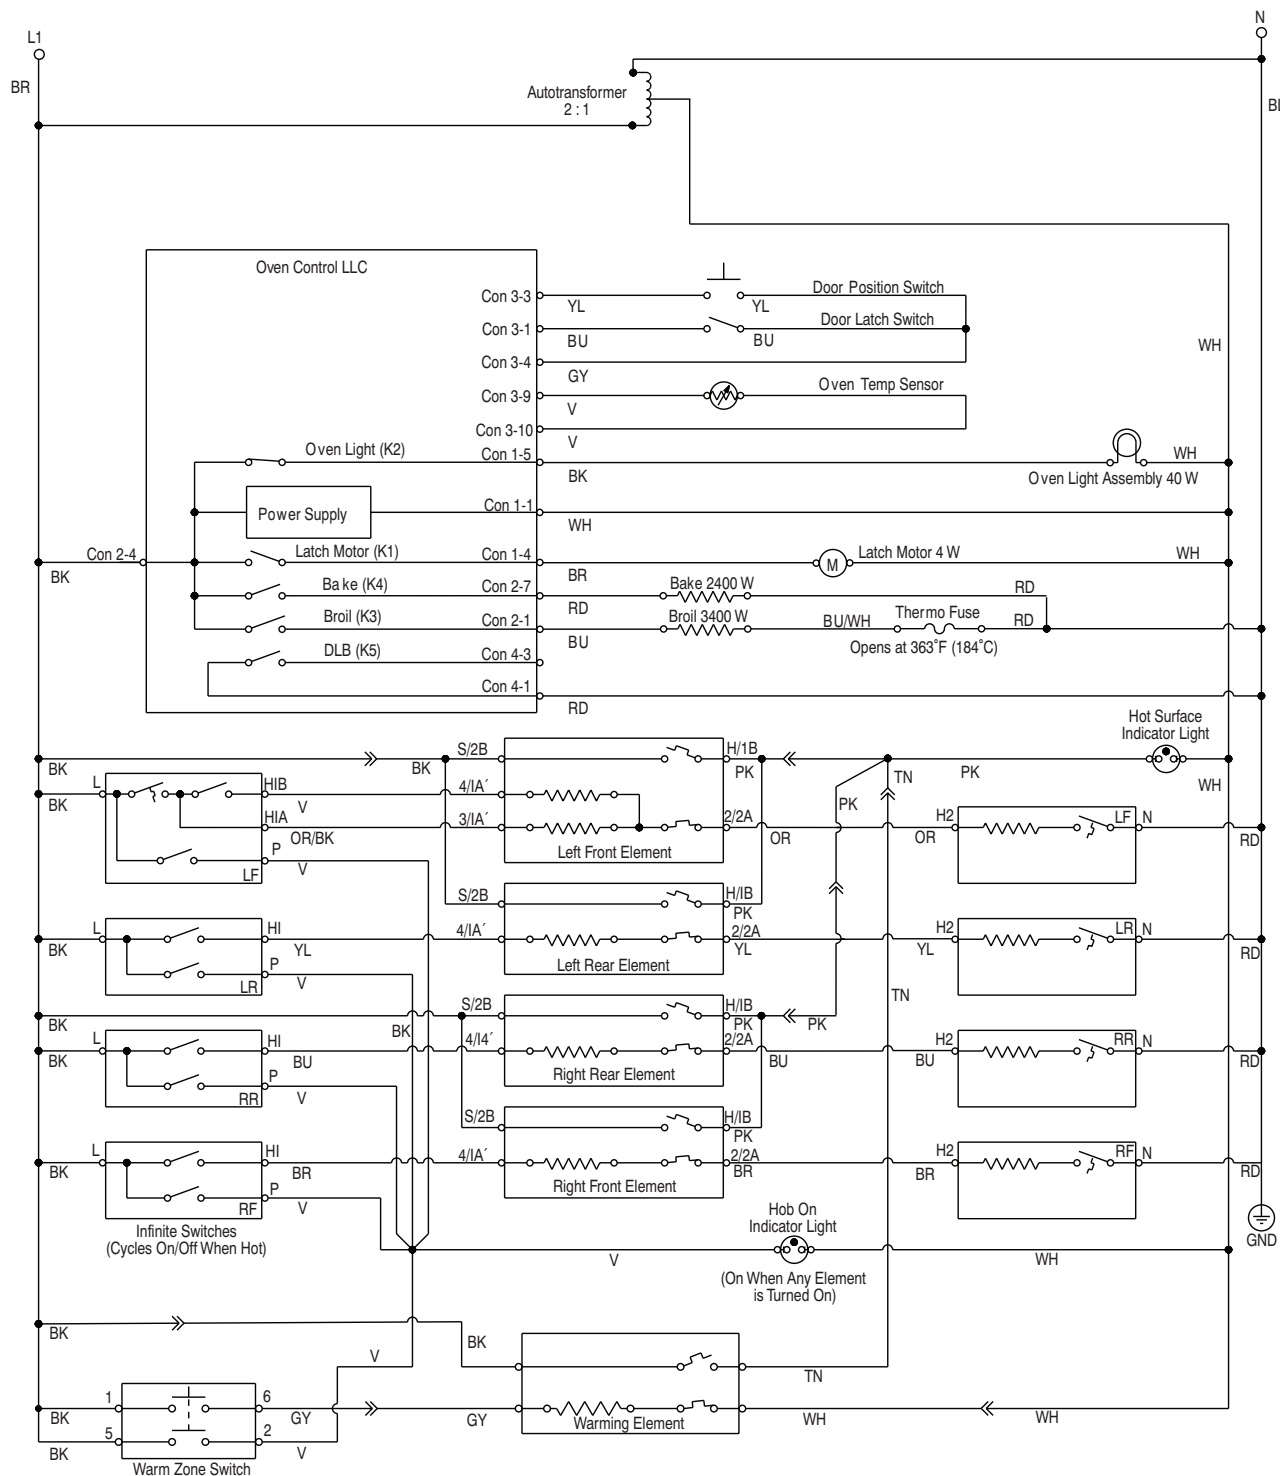 L1
N
BR
Autotransformer
2 : 1
Oven Control LLC
Con 3-3
YL
YL
Door Position Switch
Con 3-1
BU
BU
Door Latch Switch
WH
Con 3-4
GY
Con 3-9
V
Oven Temp Sensor
Con 3-10
V
Oven Light (K2)
Con 1-5
BK
WH
Oven Light Assembly 40 W
Power Supply
Con 1-1
WH
Con 2-4
BK
Latch Motor (K1)
Con 1-4
BR
M
Latch Motor 4 W
WH
Bake (K4)
Con 2-7
RD
Bake 2400 W
RD
Broil (K3)
Con 2-1
BU
Broil 3400 W
BU/WH
Thermo Fuse
RD
Opens at 363˚F (184˚C)
DLB (K5)
Con 4-3
Con 4-1
RD
Hot Surface
Indicator Light
BK
BK
S/2B
H/1B
PK
TN
PK
WH
L
BK
HIB
V
4/IA´
PK
HIA
OR/BK
3/IA´
2/2A
OR
H2
OR
LF
N
RD
P
V
LF
Left Front Element
S/2B
H/IB
PK
L
BK
HI
YL
4/IA´
2/2A
YL
H2
YL
LR
N
RD
P
V
LR
Left Rear Element
TN
BK
BK
S/2B
H/IB
PK
PK
L
BK
HI
BU
4/I4´
2/2A
BU
H2
BU
RR
N
RD
P
V
RR
Right Rear Element
S/2B
H/IB
PK
L
BK
HI
BR
4/IA´
2/2A
BR
H2
BR
RF
N
RD
P
V
RF
Right Front Element
Infinite Switches
(Cycles On/Off When Hot)
Hob On
Indicator Light
V
WH
GND
(On When Any Element
is Turned On)
BK
BK
V
TN
1
BK
6
GY
GY
Warming Element
WH
WH
5
BK
2
V
Warm Zone Switch